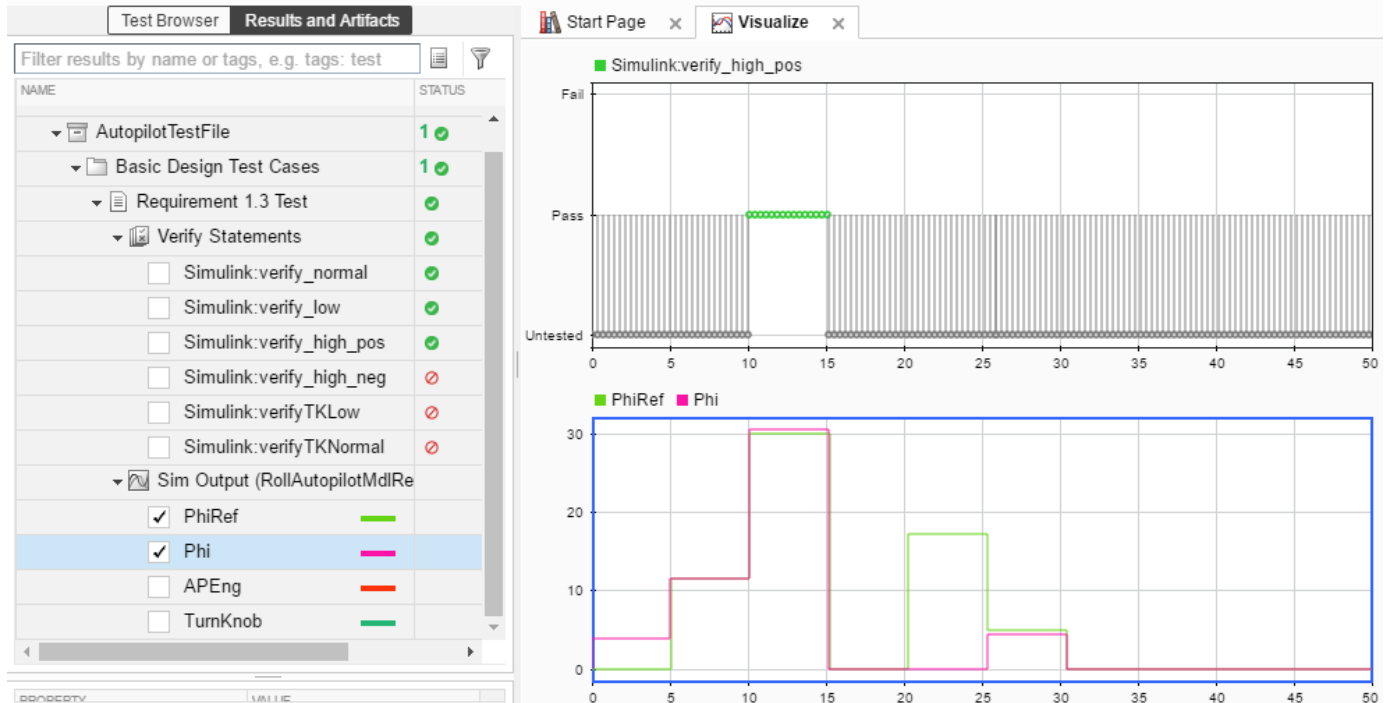 Test Browser Results and Artifacts
Filter results by name or tags, e.g. tags: test
NAME STATUS
AutopilotTestFile 1
Basic Design Test Cases 1
Requirement 1.3 Test
Verify Statements
Simulink:verify_normal
Simulink:verify_low
Simulink:verify_high_pos
Simulink:verify_high_neg
Simulink:verifyTKLow
Simulink:verifyTKNormal
Sim Output (RollAutopilotMdlRe
PhiRef
Phi
APEng
TurnKnob
PROPERTY VALUE
Start Page Visualize
Simulink:verify_high_pos
Fail
Pass
Untested
0 5 10 15 20 25 30 35 40 45 50
PhiRef Phi
30
20
10
0
0 5 10 15 20 25 30 35 40 45 50